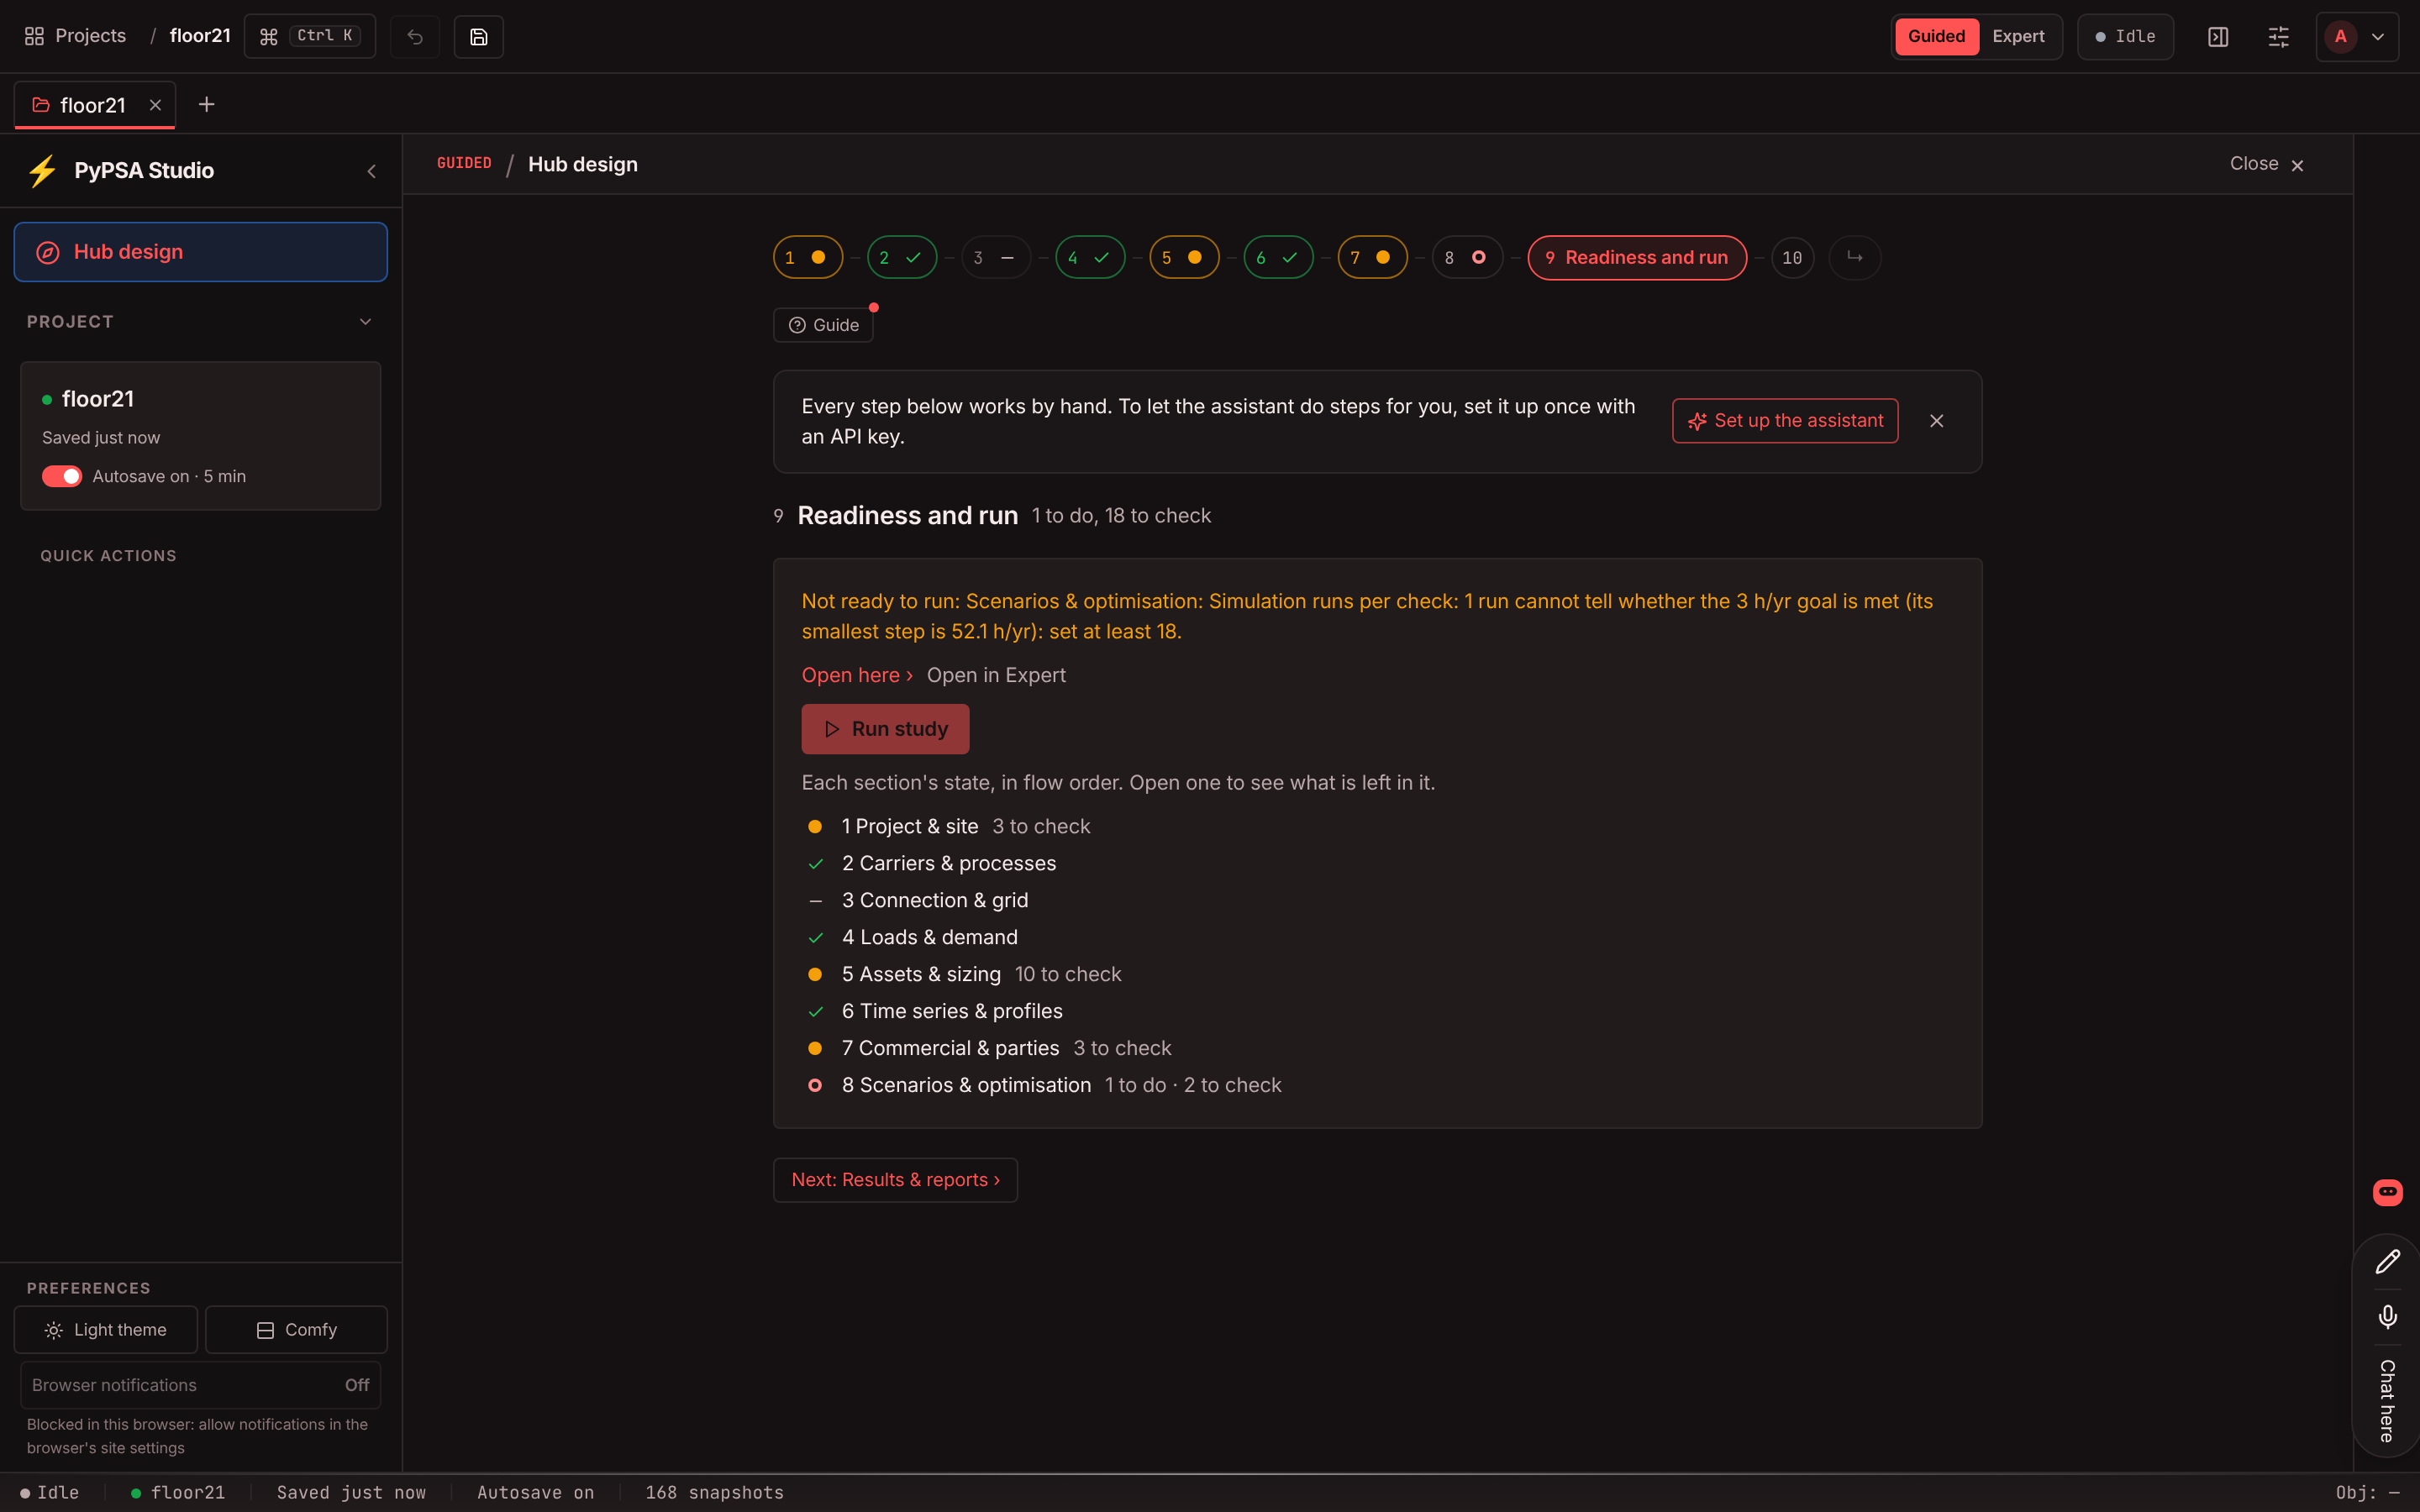 Projects / floor21 Ctrl K
Guided Expert Idle A
floor21
PyPSA Studio
GUIDED / Hub design
Close
Hub design
1 2 3 4 5 6 7 8 9 Readiness and run 10
PROJECT
Guide
floor21
Saved just now
Autosave on · 5 min
QUICK ACTIONS
Every step below works by hand. To let the assistant do steps for you, set it up once with
an API key.
Set up the assistant
9 Readiness and run 1 to do, 18 to check
Not ready to run: Scenarios & optimisation: Simulation runs per check: 1 run cannot tell whether the 3 h/yr goal is met (its
smallest step is 52.1 h/yr): set at least 18.
Open here › Open in Expert
Run study
Each section's state, in flow order. Open one to see what is left in it.
1 Project & site 3 to check
2 Carriers & processes
3 Connection & grid
4 Loads & demand
5 Assets & sizing 10 to check
6 Time series & profiles
7 Commercial & parties 3 to check
8 Scenarios & optimisation 1 to do · 2 to check
Next: Results & reports ›
PREFERENCES
Light theme Comfy
Browser notifications Off
Blocked in this browser: allow notifications in the
browser's site settings
Chat here
Idle floor21 Saved just now Autosave on 168 snapshots Obj: —